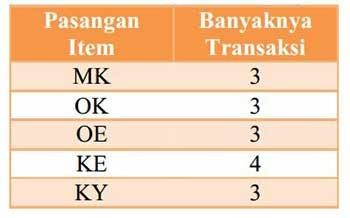 Pasangan Item Banyaknya Transaksi
MK 3
OK 3
OE 3
KE 4
KY 3